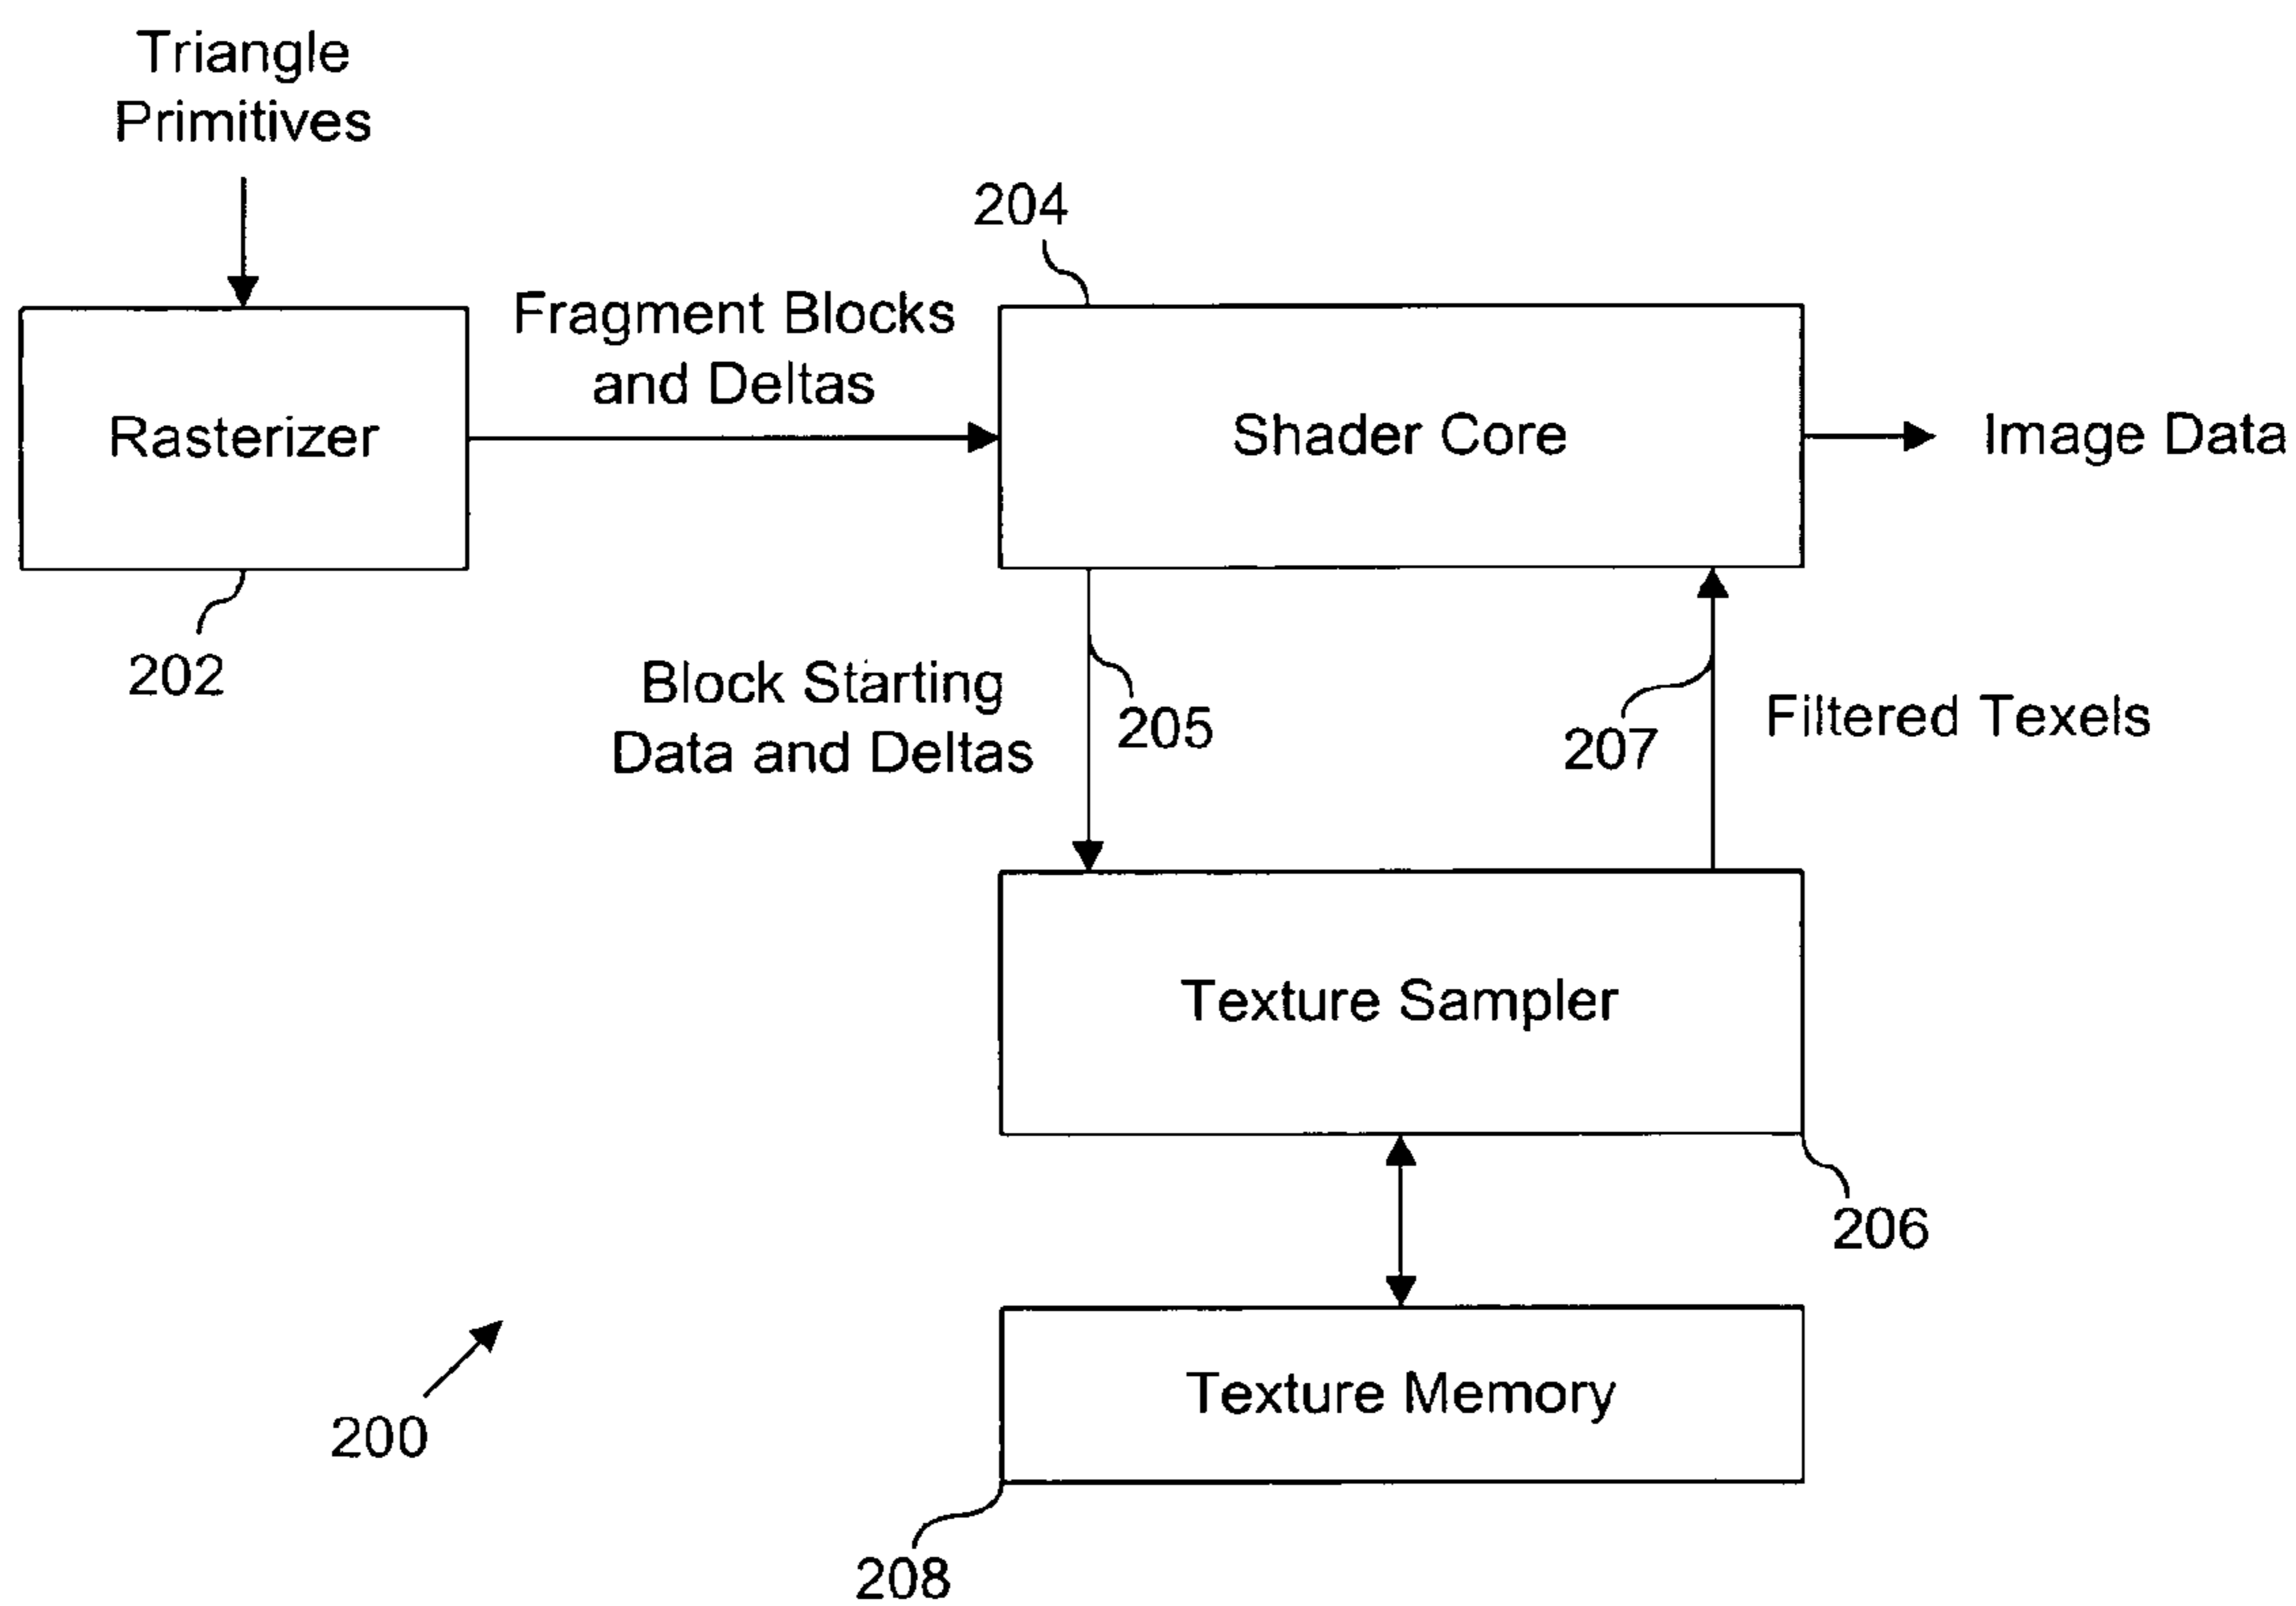 Triangle
Primitives
204
Fragment Blocks
and Deltas
Rasterizer
Shader Core
Image Data
202
Block Starting
Data and Deltas
205
207
Filtered Texels
Texture Sampler
206
Texture Memory
200
208